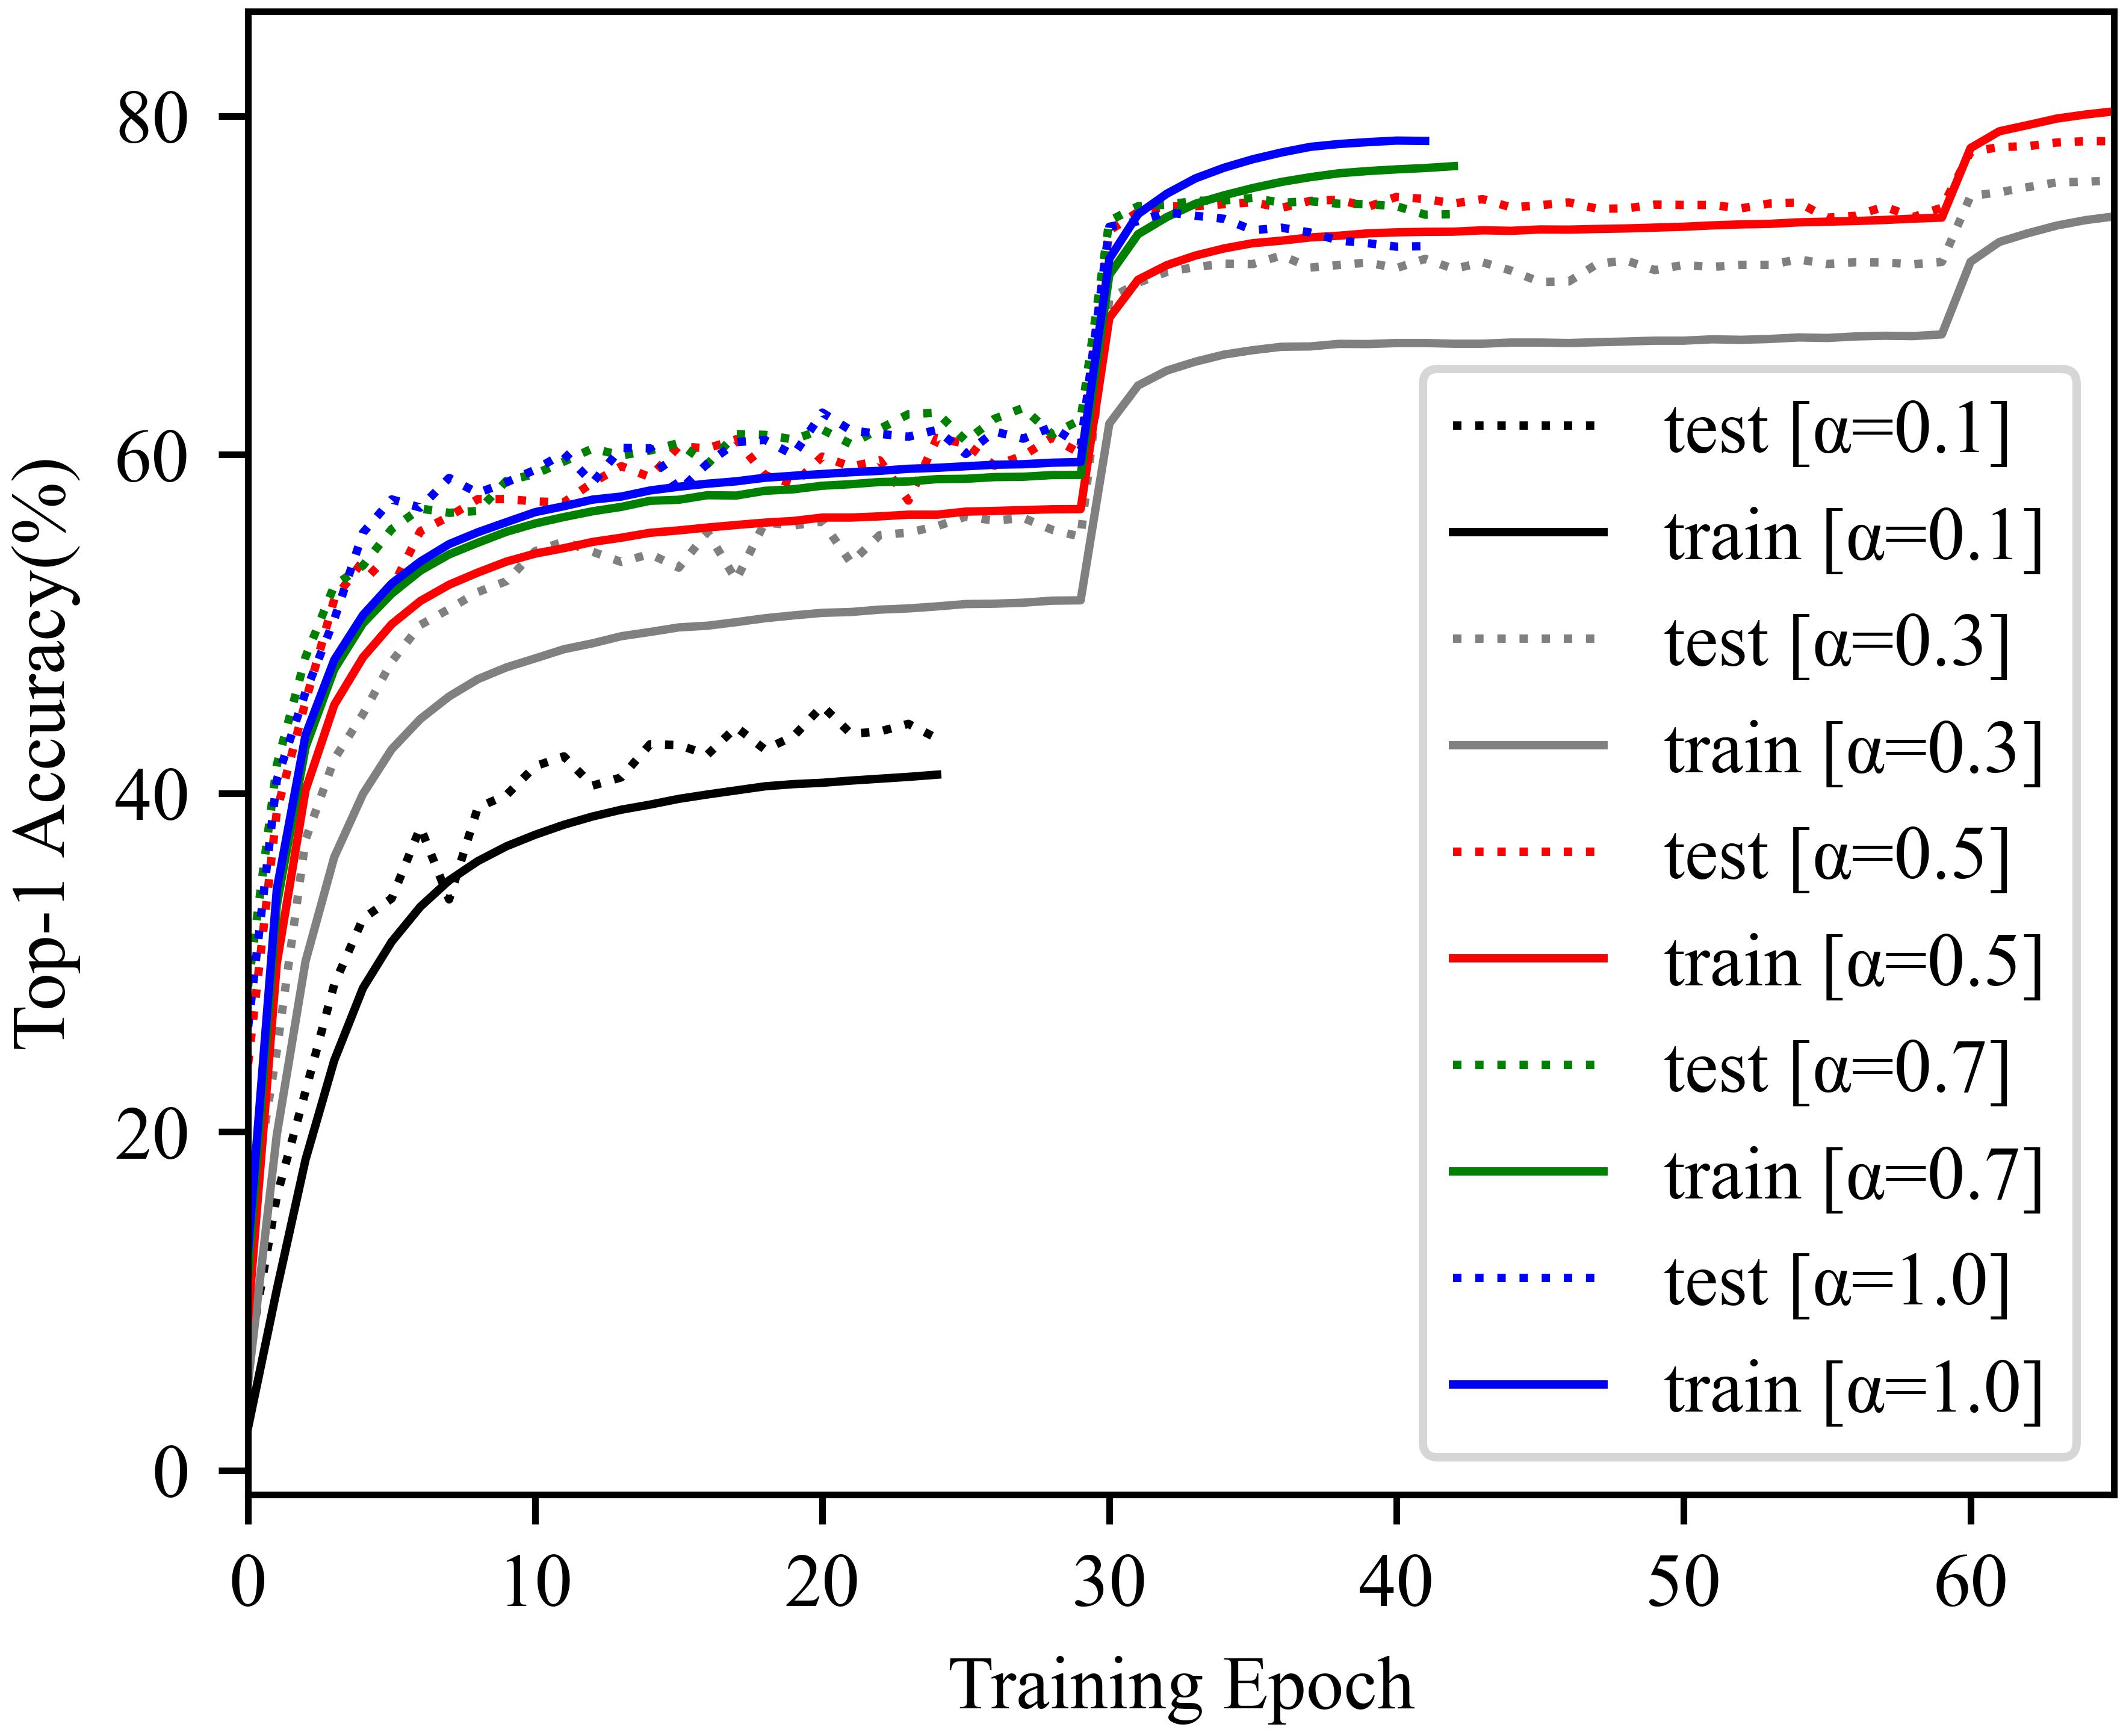 Top-1 Accuracy(%)
80
60
40
20
0
test [α=0.1]
train [α=0.1]
test [α=0.3]
train [α=0.3]
test [α=0.5]
train [α=0.5]
test [α=0.7]
train [α=0.7]
test [α=1.0]
train [α=1.0]
0 10 20 30 40 50 60
Training Epoch